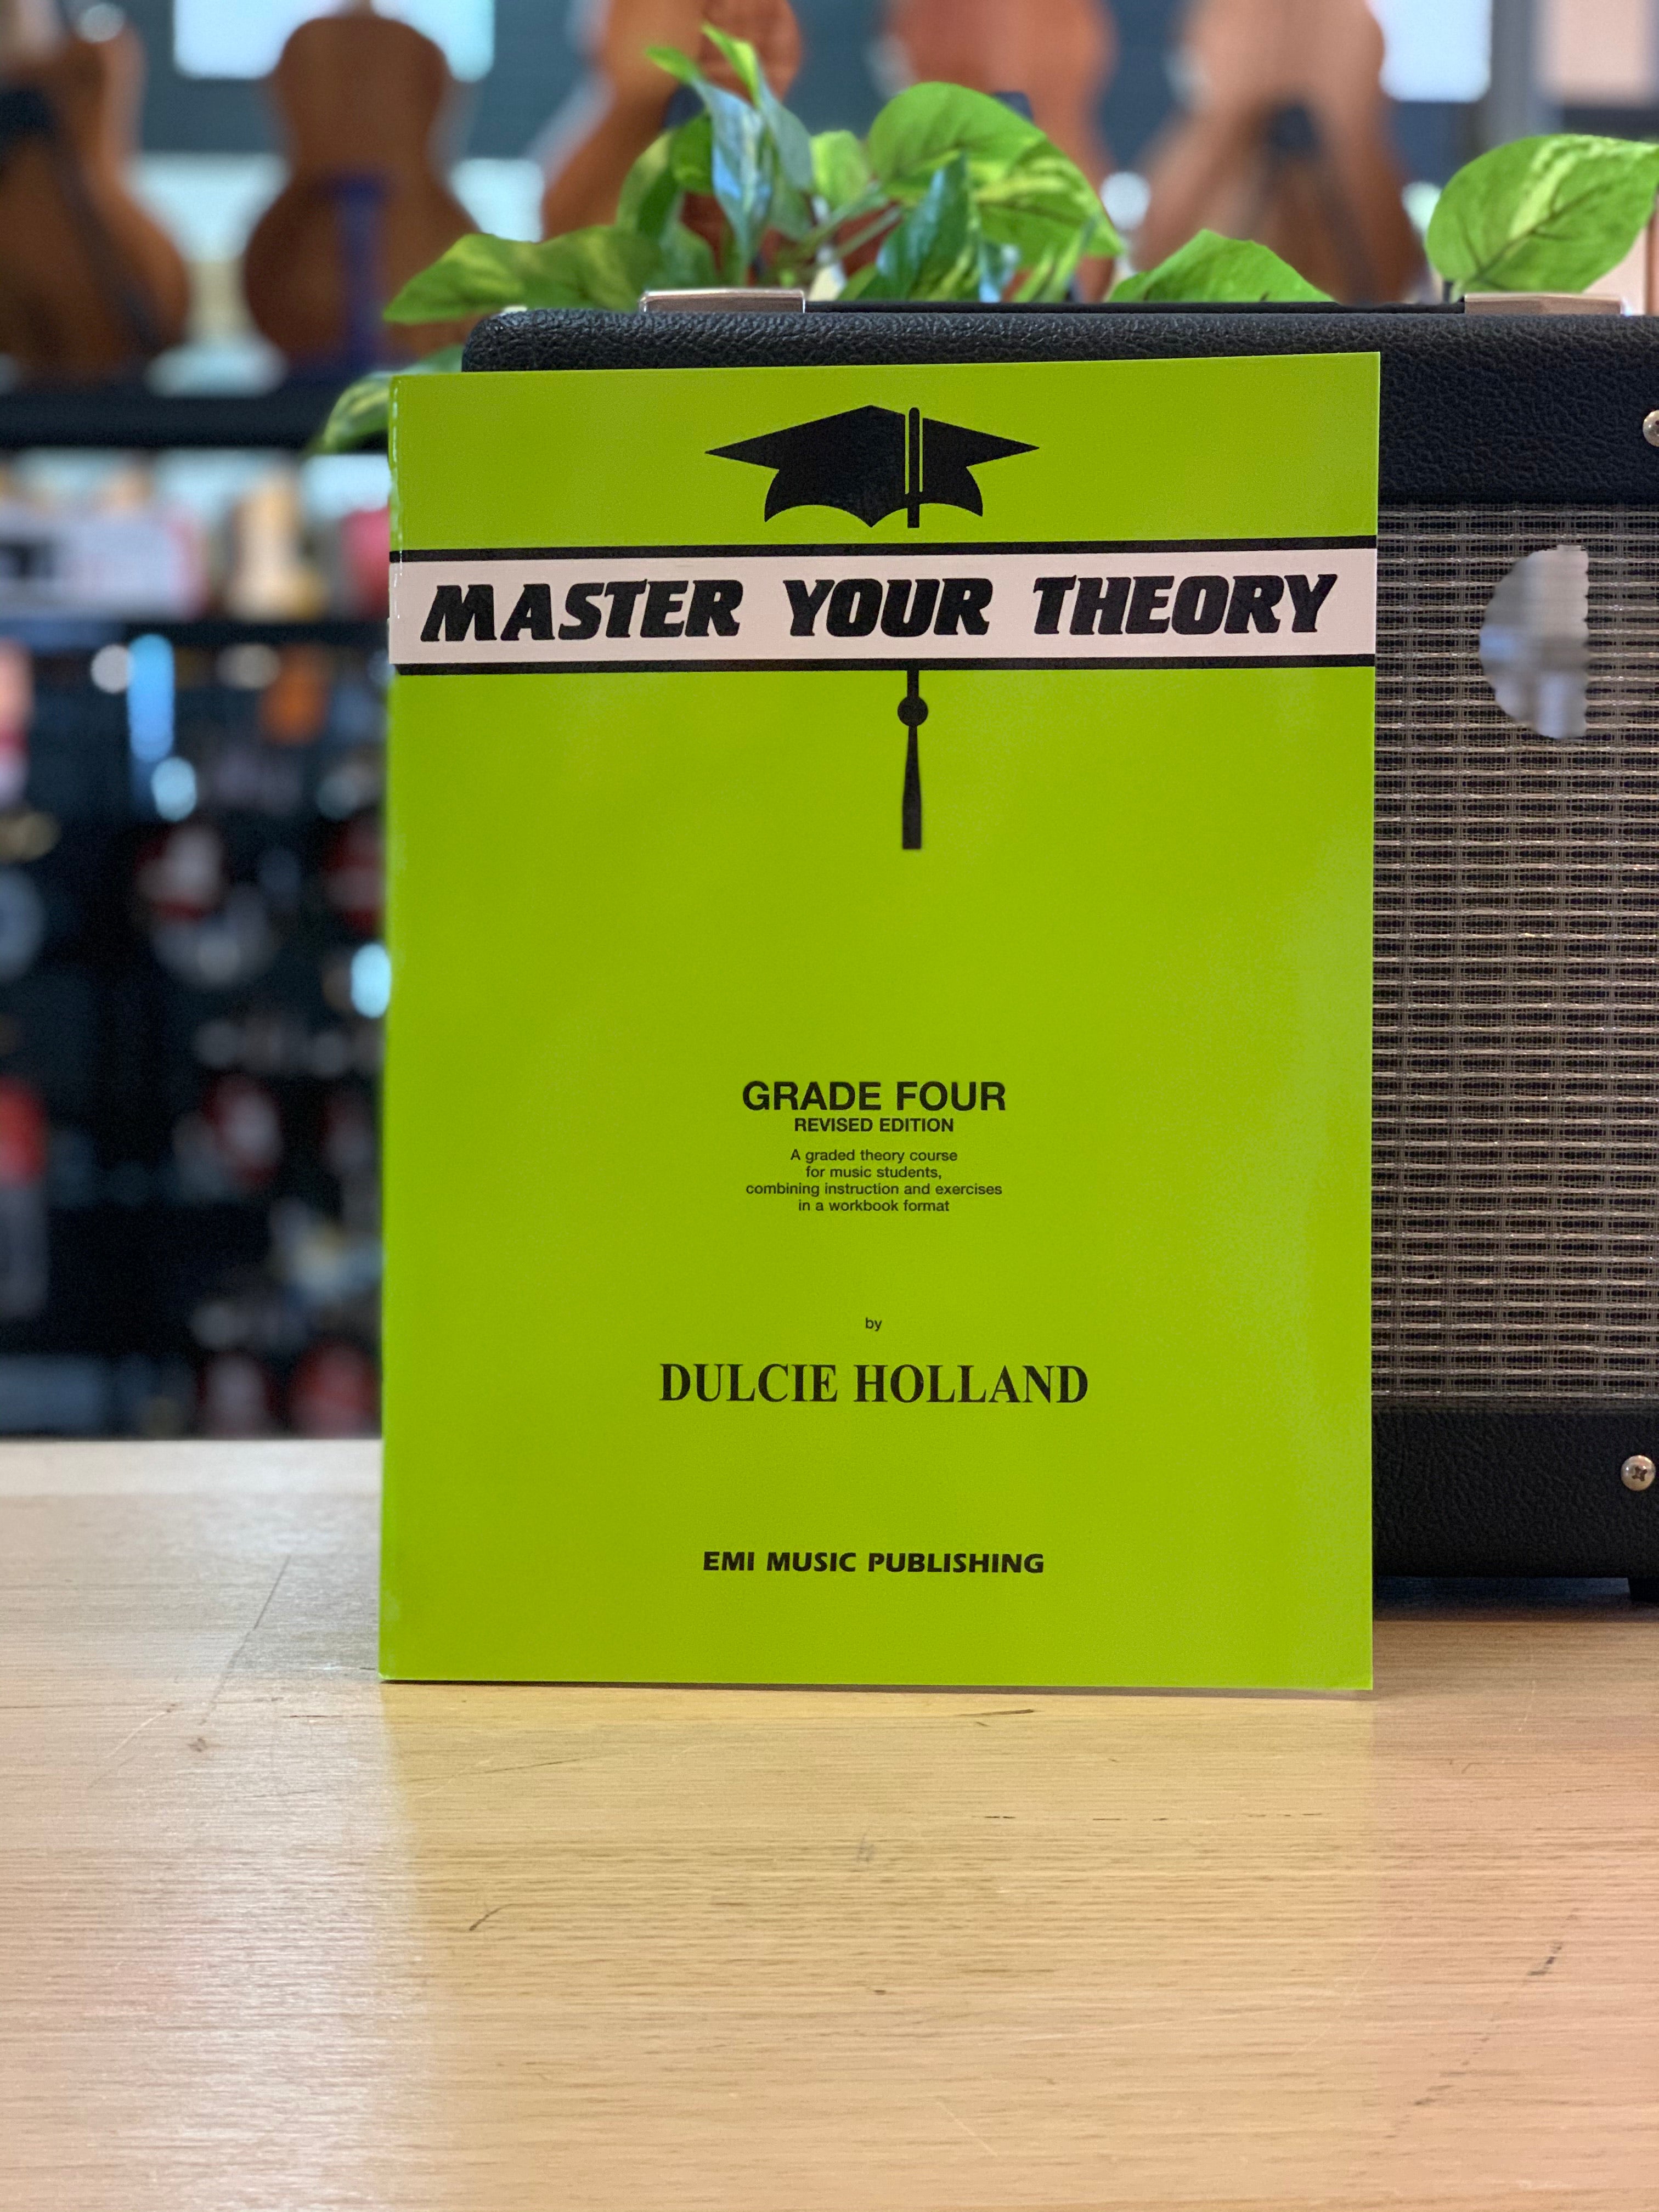 MASTER YOUR THEORY
GRADE FOUR
REVISED EDITION
A graded theory course
for music students,
combining instruction and exercises
in a workbook format
by
DULCIE HOLLAND
EMI MUSIC PUBLISHING